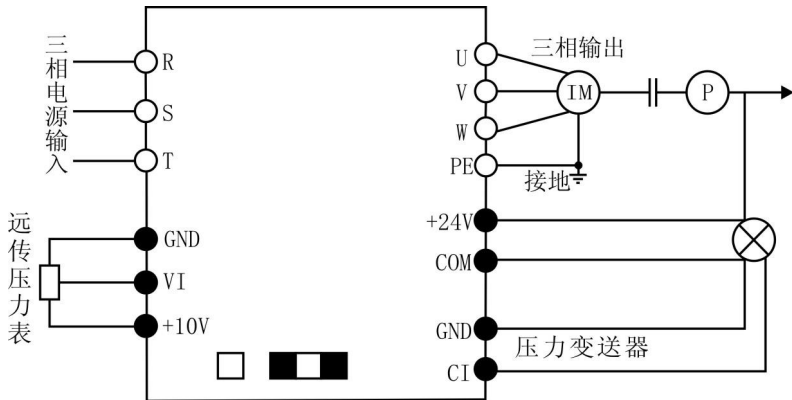 三相电源输入
R
S
T
远传压力表
GND
VI
+10V
U
V
W
PE
三相输出
IM
P
接地
+24V
COM
GND
CI
压力变送器